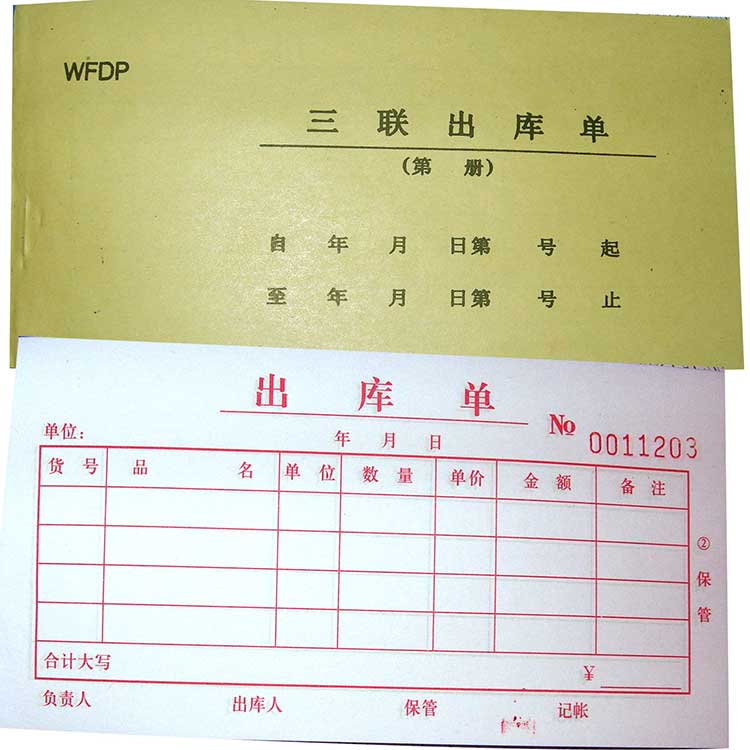 WFDP
三联出库单
（第 册）
自 年 月 日第 号 起
至 年 月 日第 号 止
出库单
№ 0011203
单位： 年 月 日
货号 品名 单位 数量 单价 金额 备注
②保管
合计大写 ¥
负责人 出库人 保管 记帐